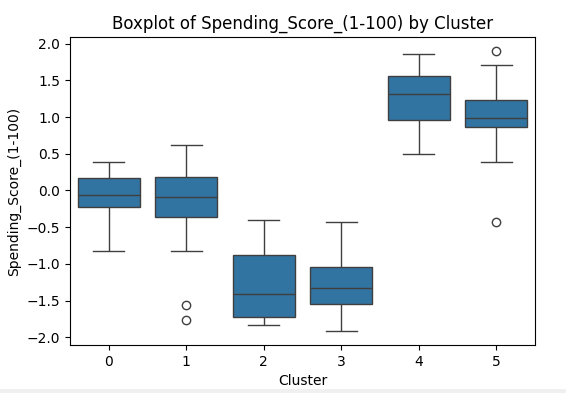 Boxplot of Spending_Score_(1-100) by Cluster
Spending_Score_(1-100)
2.0
1.5
1.0
0.5
0.0
−0.5
−1.0
−1.5
−2.0
0 1 2 3 4 5
Cluster